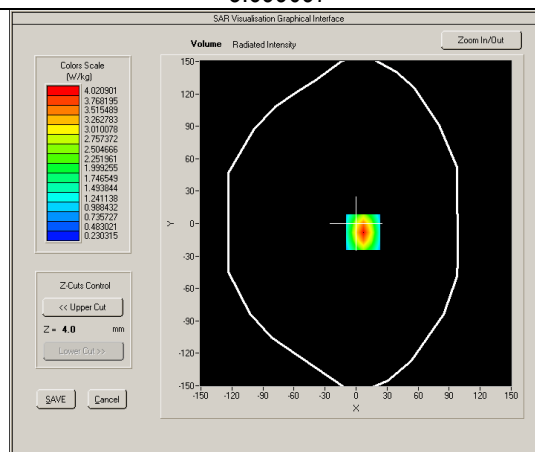 SAR Visualisation Graphical Interface
Volume Radiated Intensity
Zoom In/Out
Colors Scale
(W/kg)
4.020901
3.768195
3.515489
3.262783
3.010078
2.757372
2.504666
2.251961
1.999255
1.746549
1.493844
1.241138
0.988432
0.735727
0.483021
0.230315
Z-Cuts Control
<< Upper Cut
Z = 4.0 mm
Lower Cut >>
SAVE Cancel
150-
120-
90-
60-
30-
Y 0-
-30-
-60-
-90-
-120-
-150-
-150 -120 -90 -60 -30 0 30 60 90 120 150
X